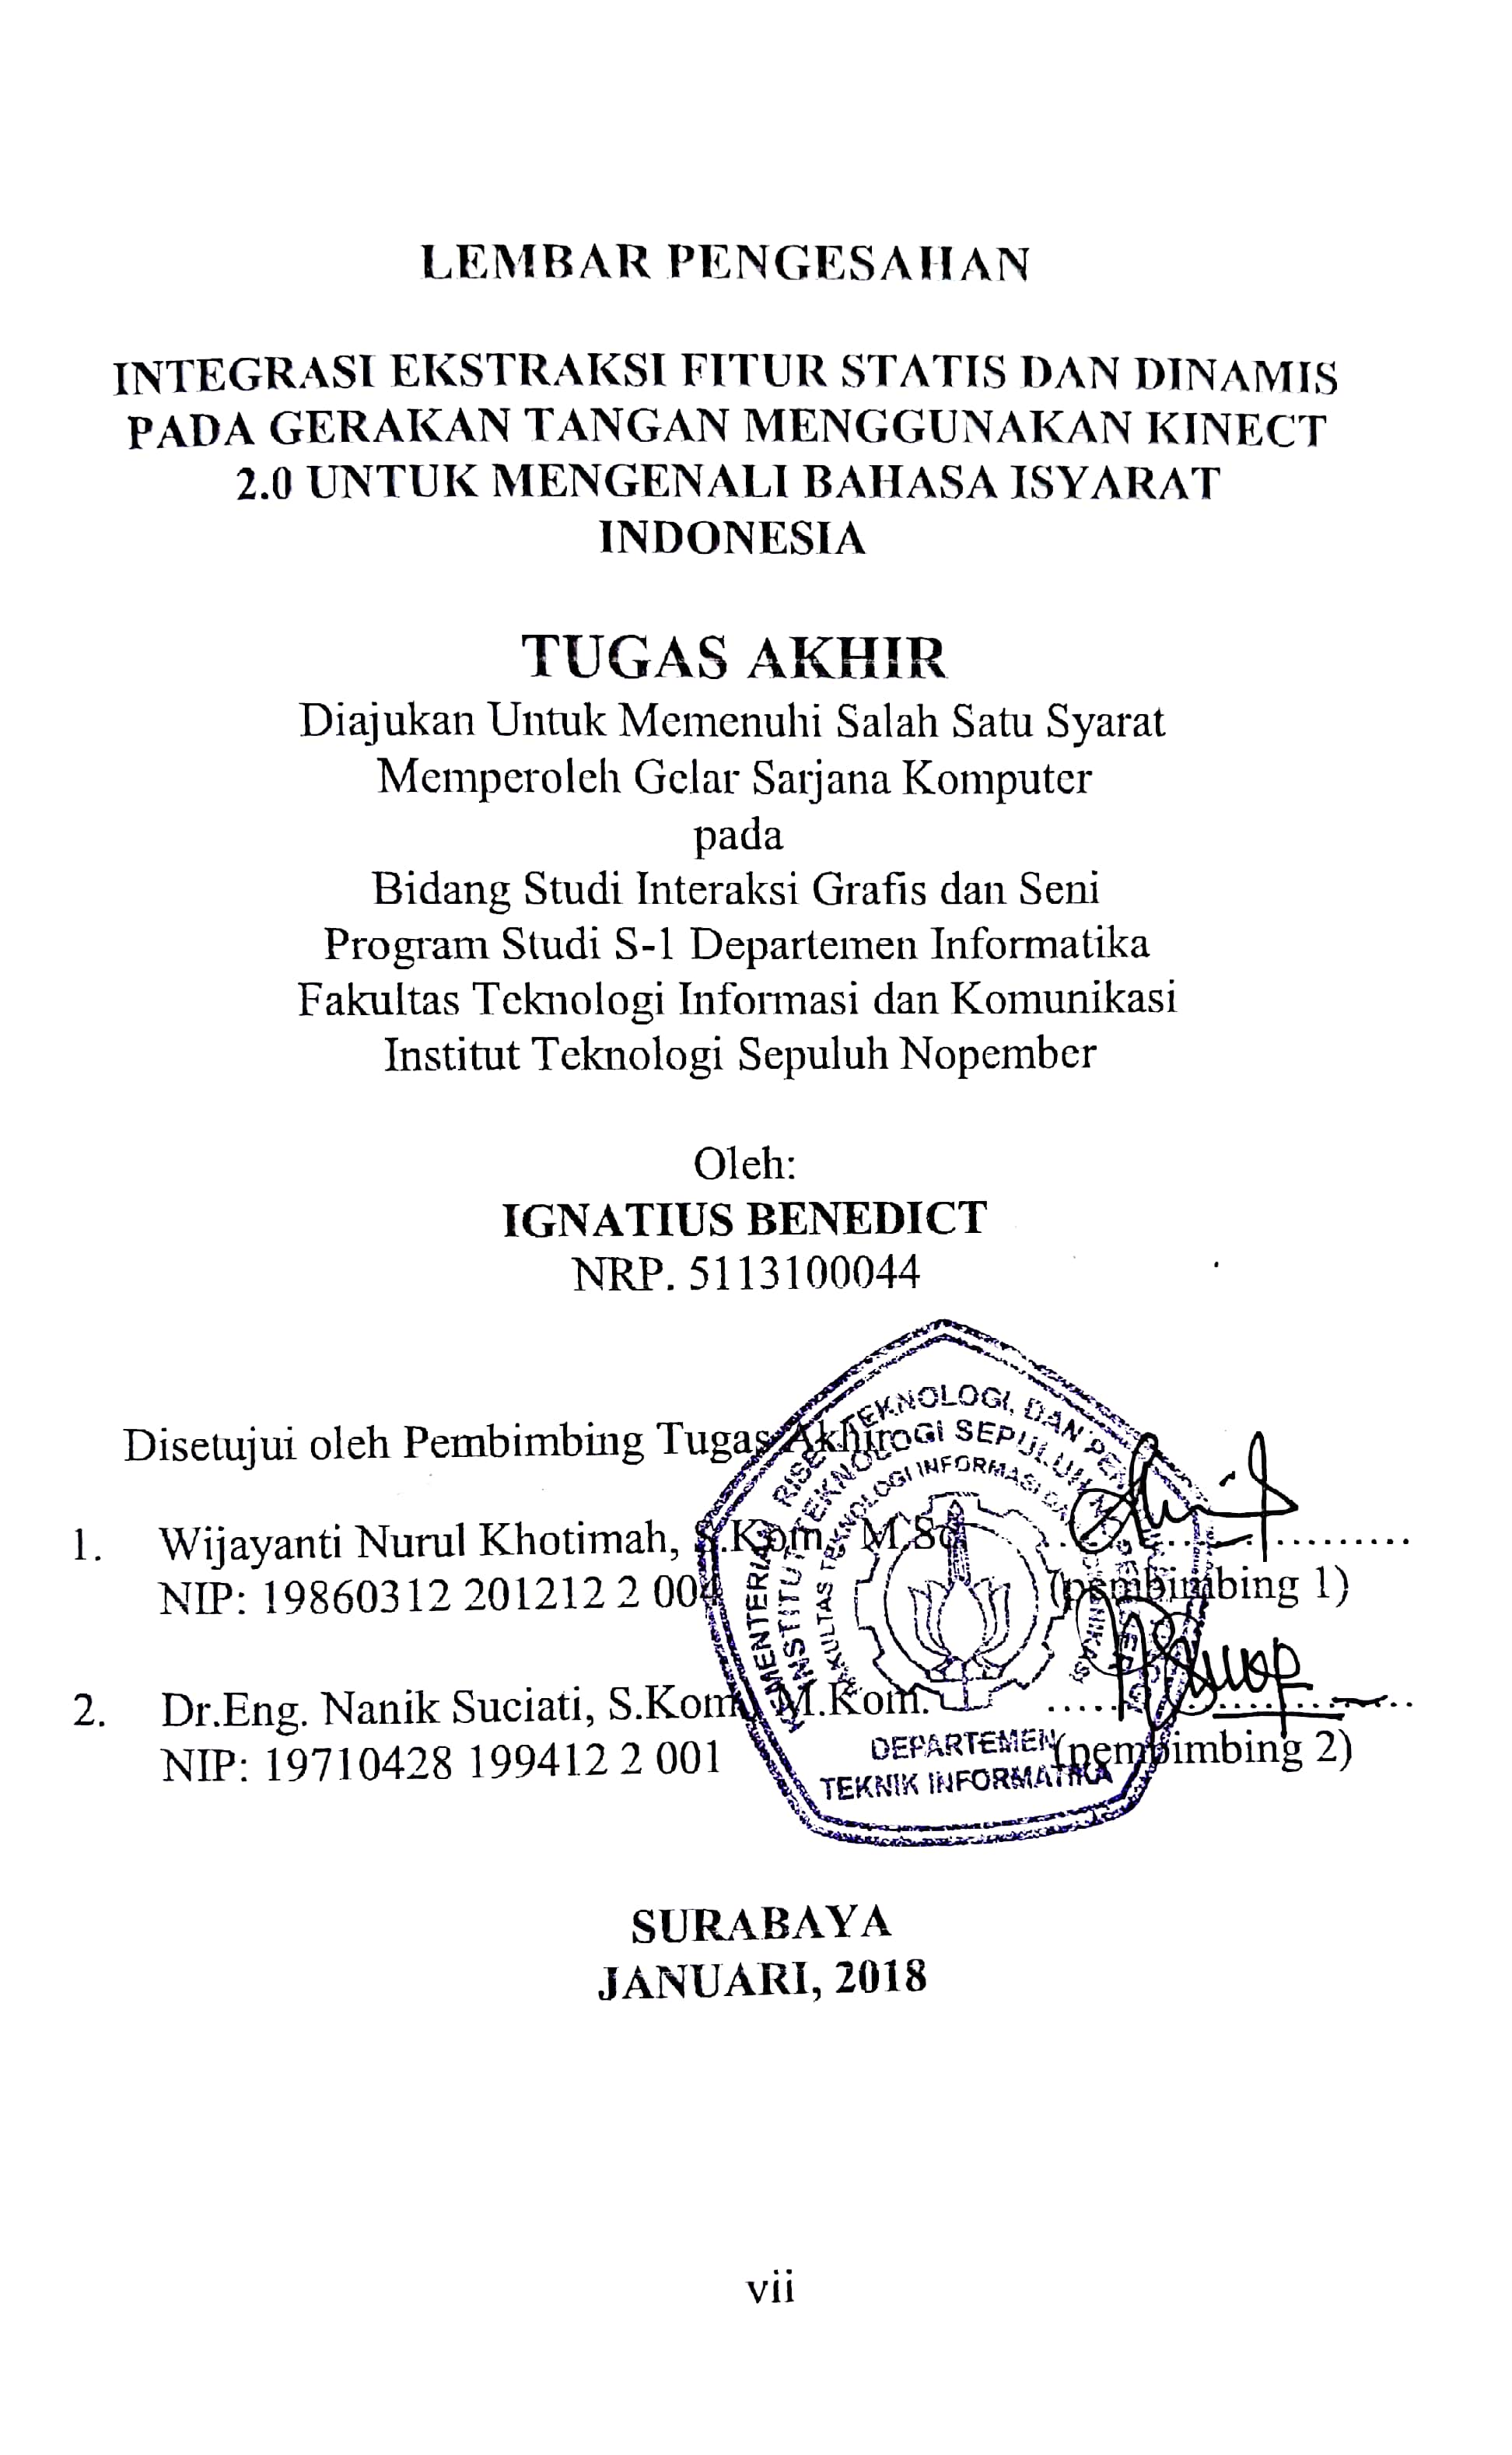 LEMBAR PENGESAHAN
INTEGRASI EKSTRAKSI FITUR STATIS DAN DINAMIS
PADA GERAKAN TANGAN MENGGUNAKAN KINECT
2.0 UNTUK MENGENALI BAHASA ISYARAT
INDONESIA
TUGAS AKHIR
Diajukan Untuk Memenuhi Salah Satu Syarat
Memperoleh Gelar Sarjana Komputer
pada
Bidang Studi Interaksi Grafis dan Seni
Program Studi S-1 Departemen Informatika
Fakultas Teknologi Informasi dan Komunikasi
Institut Teknologi Sepuluh Nopember
Oleh:
IGNATIUS BENEDICT
NRP. 5113100044
Disetujui oleh Pembimbing Tugas Akhir
1. Wijayanti Nurul Khotimah, S.Kom, M.Sc. ....................
NIP: 19860312 201212 2 004 (pembimbing 1)
2. Dr.Eng. Nanik Suciati, S.Kom, M.Kom. ....................
NIP: 19710428 199412 2 001 (pembimbing 2)
KEMENTERIAN RISET, TEKNOLOGI, DAN
INSTITUT TEKNOLOGI SEPULUH
FAKULTAS TEKNOLOGI INFORMASI
DEPARTEMEN
TEKNIK INFORMATIKA
SURABAYA
JANUARI, 2018
vii